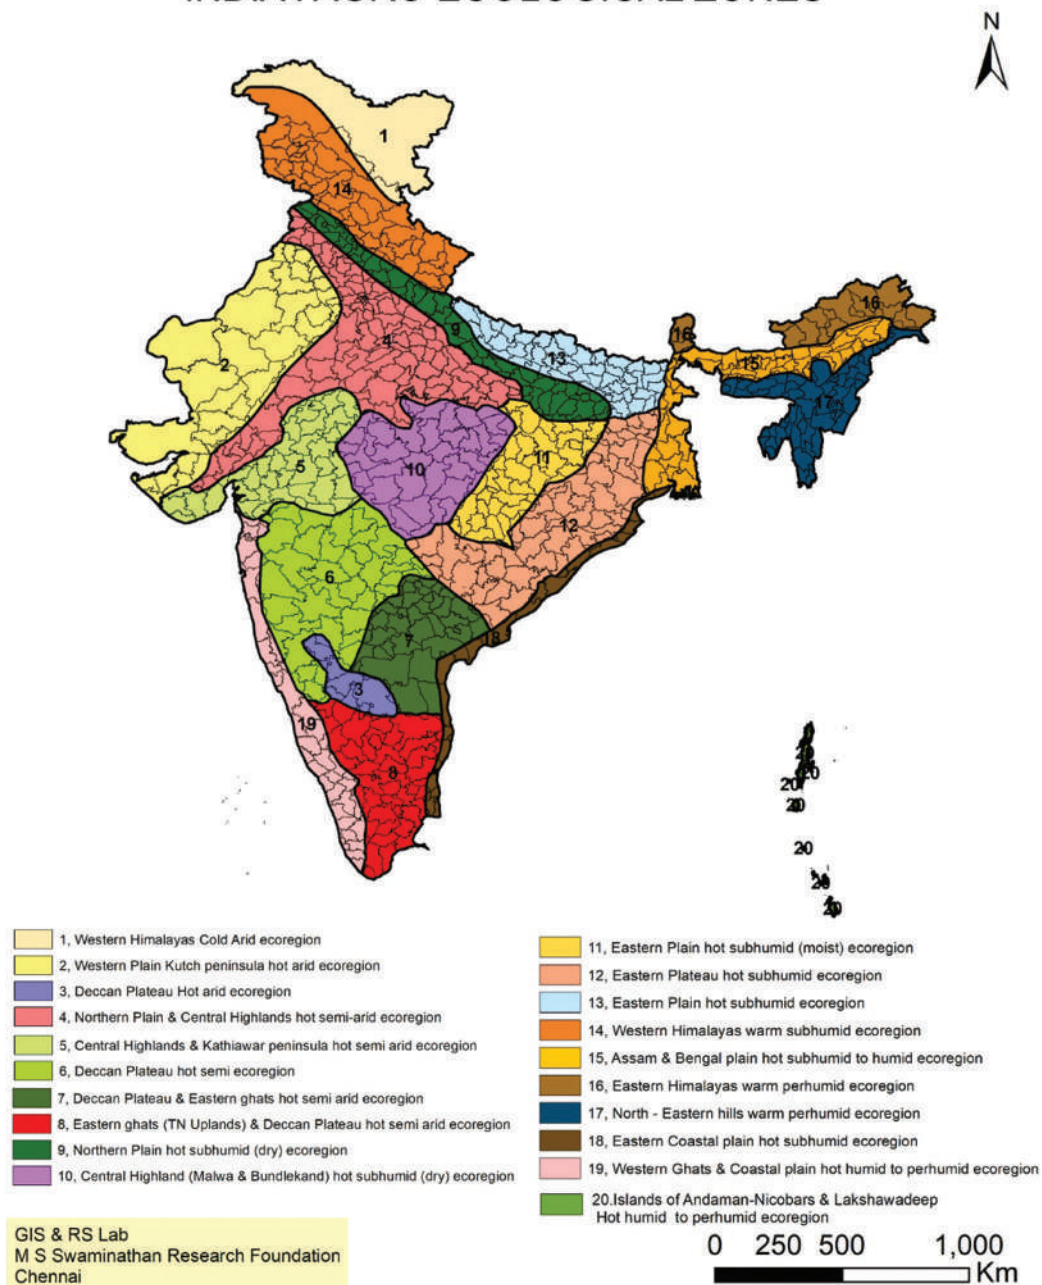 N
1
14
16
9
16
13
15
4
2
17
5
10
11
12
6
7
18
3
19
8
20
20
20
20
20
20
20
1, Western Himalayas Cold Arid ecoregion
2, Western Plain Kutch peninsula hot arid ecoregion
3, Deccan Plateau Hot arid ecoregion
4, Northern Plain & Central Highlands hot semi-arid ecoregion
5, Central Highlands & Kathiawar peninsula hot semi arid ecoregion
6, Deccan Plateau hot semi ecoregion
7, Deccan Plateau & Eastern ghats hot semi arid ecoregion
8, Eastern ghats (TN Uplands) & Deccan Plateau hot semi arid ecoregion
9, Northern Plain hot subhumid (dry) ecoregion
10, Central Highland (Malwa & Bundlekand) hot subhumid (dry) ecoregion
11, Eastern Plain hot subhumid (moist) ecoregion
12, Eastern Plateau hot subhumid ecoregion
13, Eastern Plain hot subhumid ecoregion
14, Western Himalayas warm subhumid ecoregion
15, Assam & Bengal plain hot subhumid to humid ecoregion
16, Eastern Himalayas warm perhumid ecoregion
17, North - Eastern hills warm perhumid ecoregion
18, Eastern Coastal plain hot subhumid ecoregion
19, Western Ghats & Coastal plain hot humid to perhumid ecoregion
20.Islands of Andaman-Nicobars & Lakshawadeep
Hot humid to perhumid ecoregion
GIS & RS Lab
M S Swaminathan Research Foundation
Chennai
0 250 500 1,000
Km